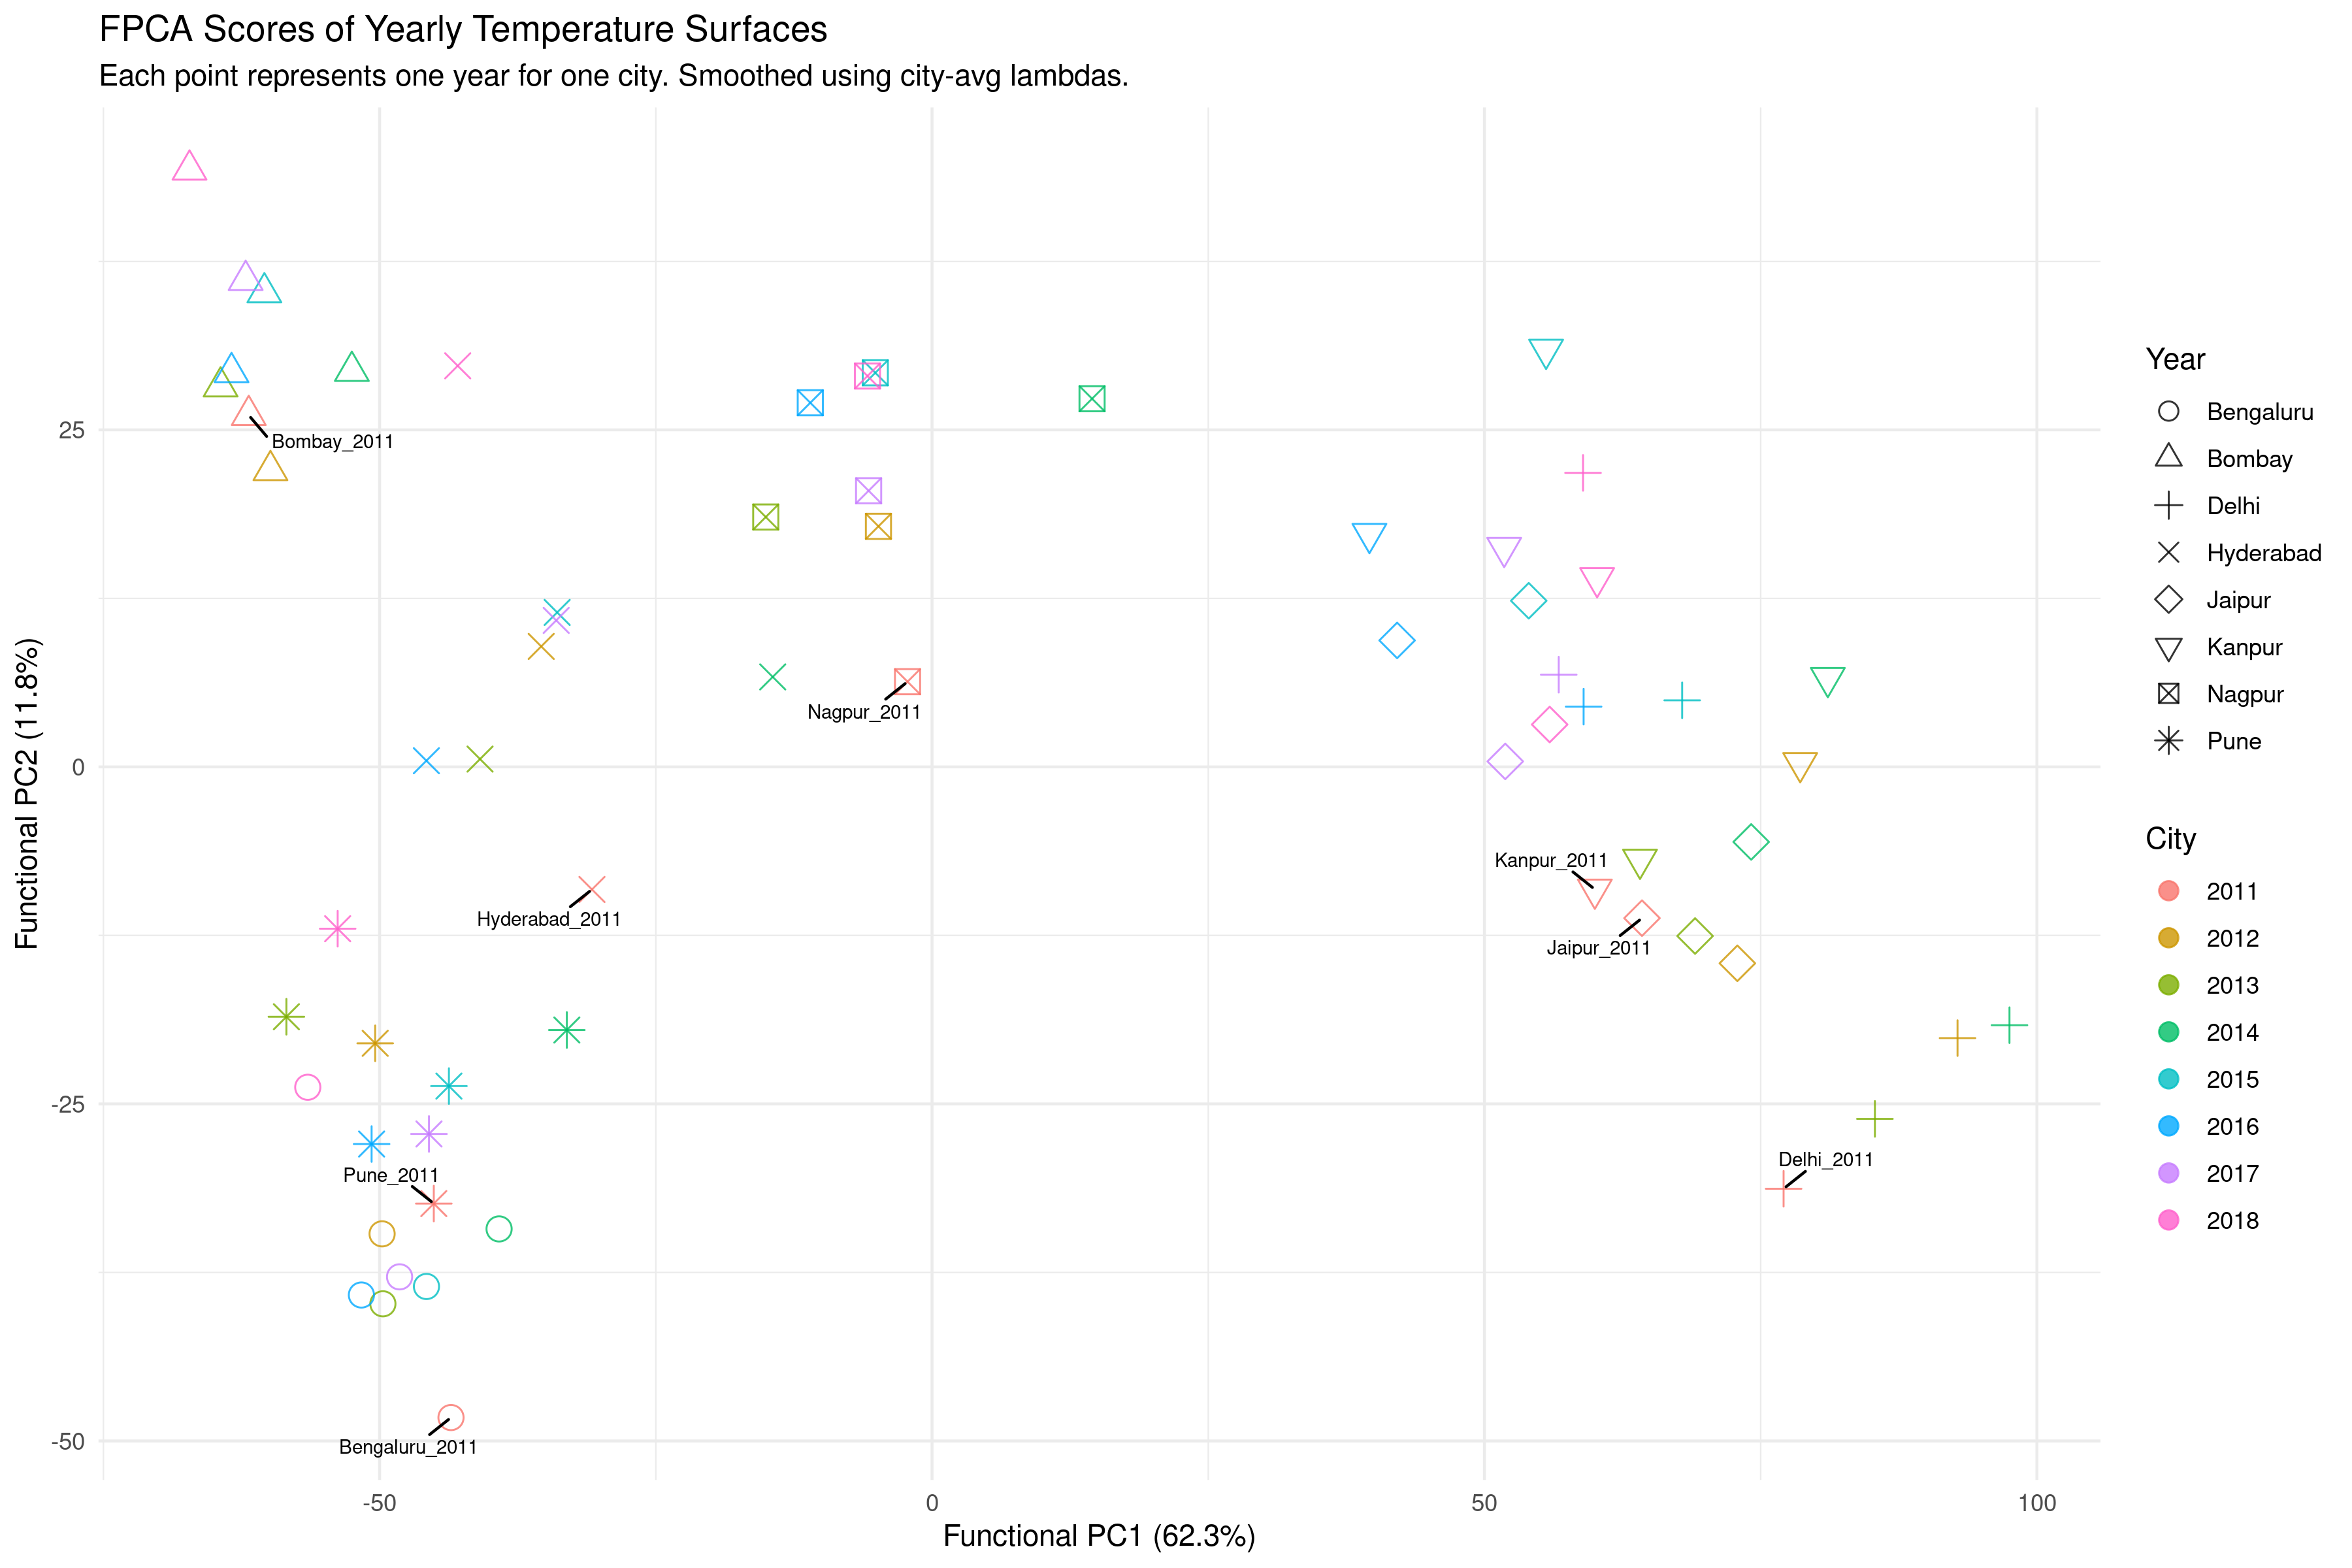 FPCA Scores of Yearly Temperature Surfaces
Each point represents one year for one city. Smoothed using city-avg lambdas.
Functional PC2 (11.8%)
25
0
-25
-50
Bombay_2011
Nagpur_2011
Hyderabad_2011
Kanpur_2011
Jaipur_2011
Delhi_2011
Pune_2011
Bengaluru_2011
-50
0
50
100
Functional PC1 (62.3%)
Year
Bengaluru
Bombay
Delhi
Hyderabad
Jaipur
Kanpur
Nagpur
Pune
City
2011
2012
2013
2014
2015
2016
2017
2018